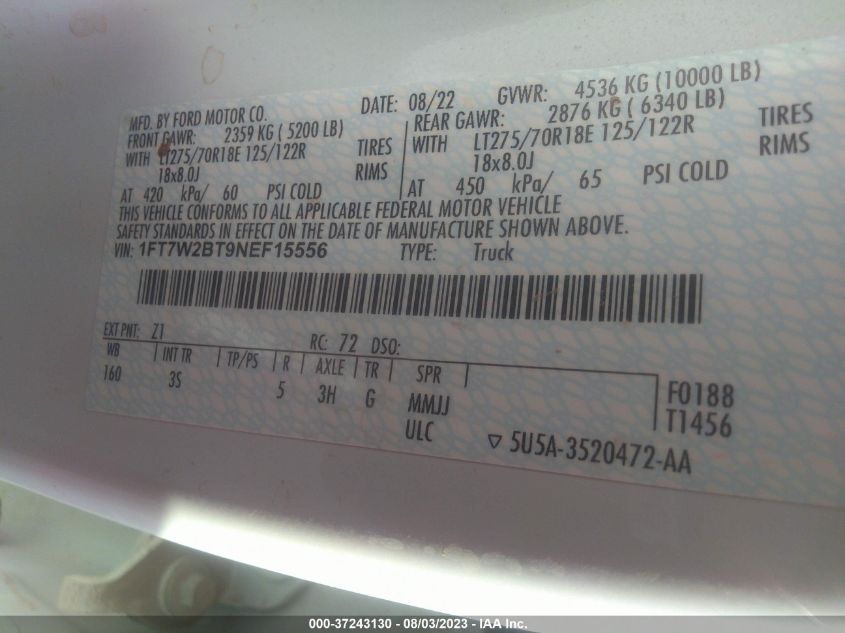 MFD. BY FORD MOTOR CO. DATE: 08/22 GVWR: 4536 KG (10000 LB)
FRONT GAWR: 2359 KG ( 5200 LB) REAR GAWR: 2876 KG ( 6340 LB)
WITH LT275/70R18E 125/122R TIRES WITH LT275/70R18E 125/122R TIRES
18x8.0J RIMS 18x8.0J RIMS
AT 420 kPa/ 60 PSI COLD AT 450 kPa/ 65 PSI COLD
THIS VEHICLE CONFORMS TO ALL APPLICABLE FEDERAL MOTOR VEHICLE
SAFETY STANDARDS IN EFFECT ON THE DATE OF MANUFACTURE SHOWN ABOVE.
VIN: 1FT7W2BT9NEF15556 TYPE: Truck
EXT PNT: Z1 RC: 72 DSO:
WB INT TR TP/PS R AXLE TR SPR
160 3S 5 3H G MMJJ F0188
ULC T1456
5U5A-3520472-AA
000-37243130 - 08/03/2023 - IAA Inc.